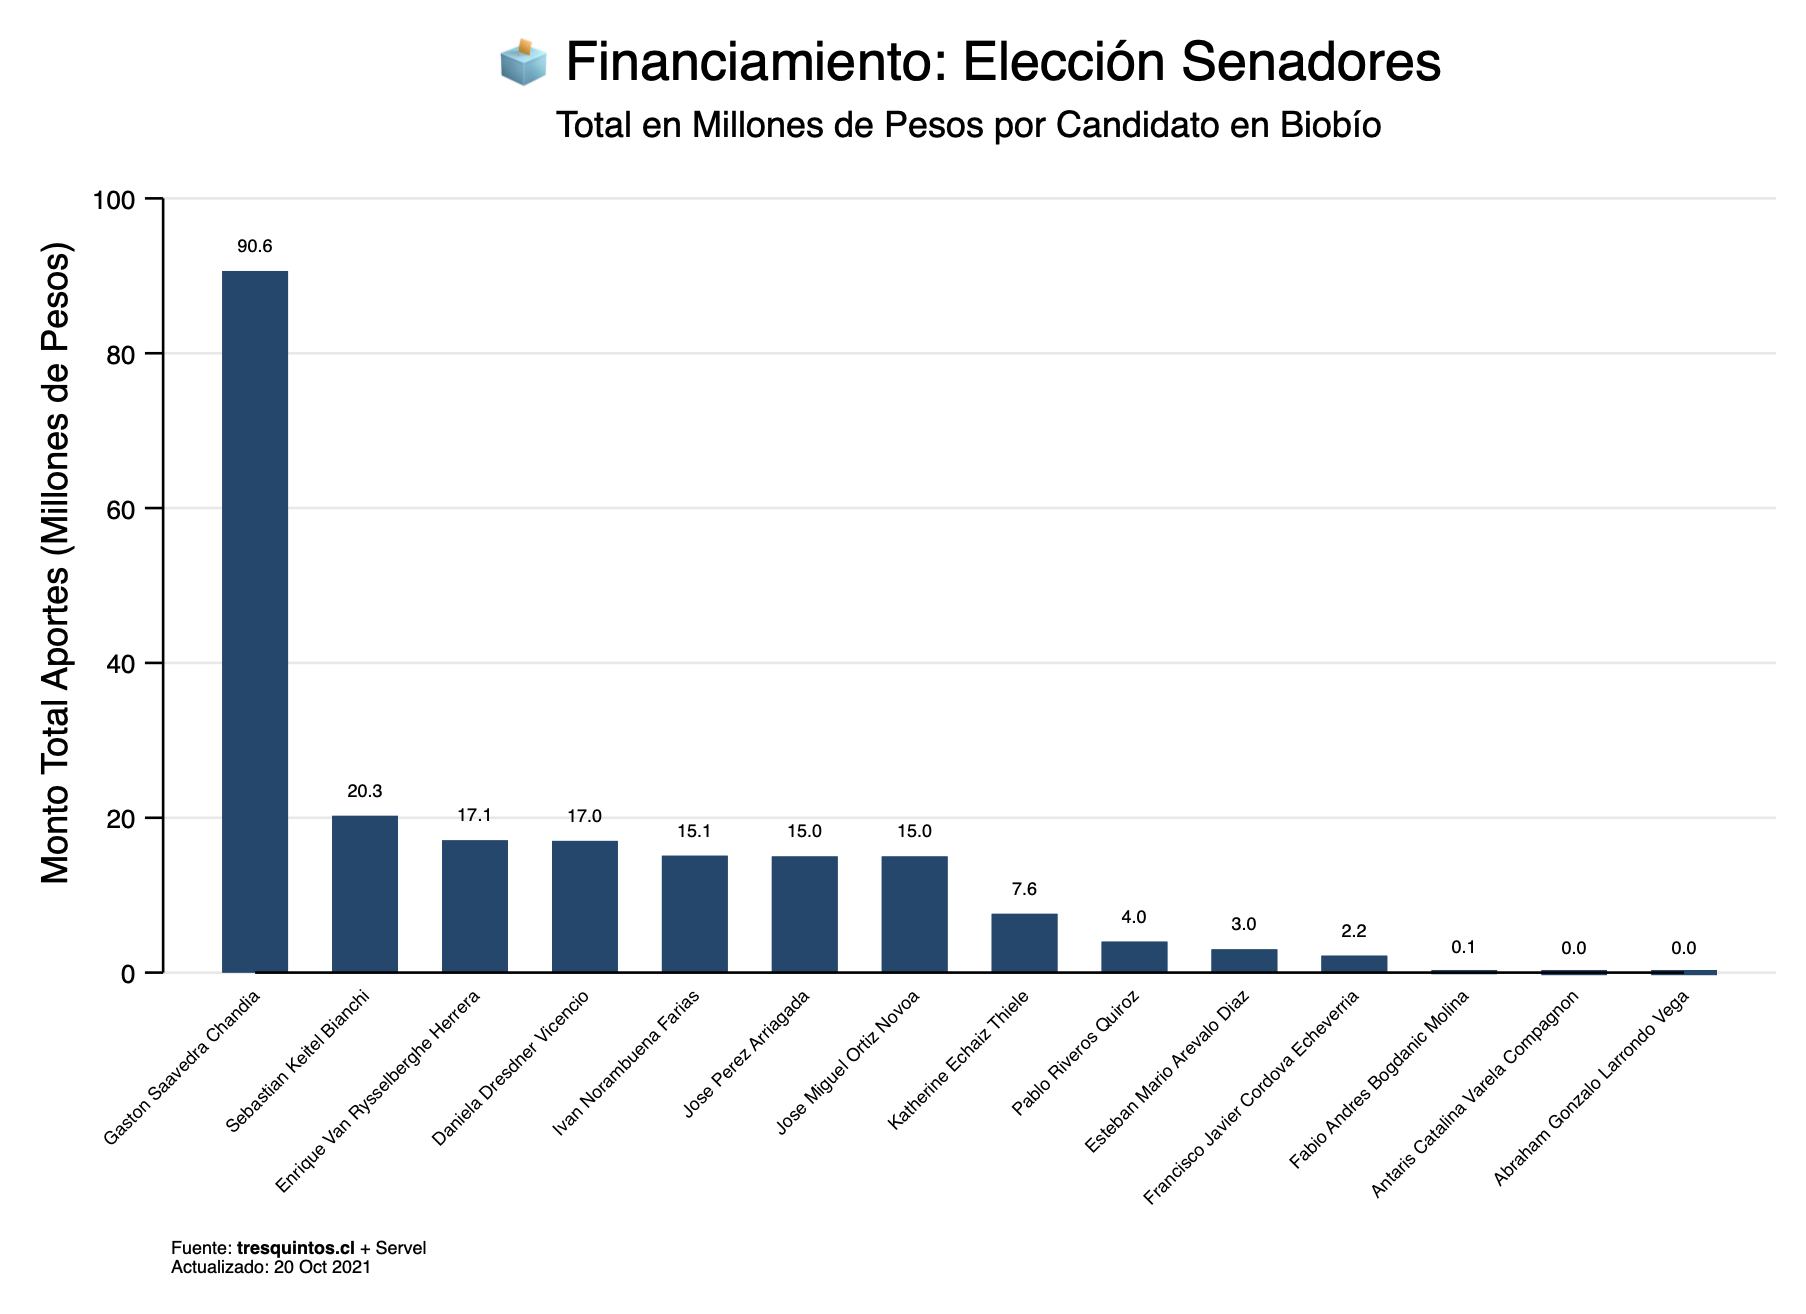 Financiamiento: Elección Senadores
Total en Millones de Pesos por Candidato en Biobío
Monto Total Aportes (Millones de Pesos)
100
80
60
40
20
0
90.6
20.3
17.1
17.0
15.1
15.0
15.0
7.6
4.0
3.0
2.2
0.1
0.0
0.0
Gaston Saavedra Chandia
Sebastian Keitel Bianchi
Enrique Van Rysselberghe Herrera
Daniela Dresdner Vicencio
Ivan Norambuena Farias
Jose Perez Arriagada
Jose Miguel Ortiz Novoa
Katherine Echaiz Thiele
Pablo Riveros Quiroz
Esteban Mario Arevalo Diaz
Francisco Javier Cordova Echeverria
Fabio Andres Bogdanic Molina
Antaris Catalina Varela Compagnon
Abraham Gonzalo Larrondo Vega
Fuente: tresquintos.cl + Servel
Actualizado: 20 Oct 2021